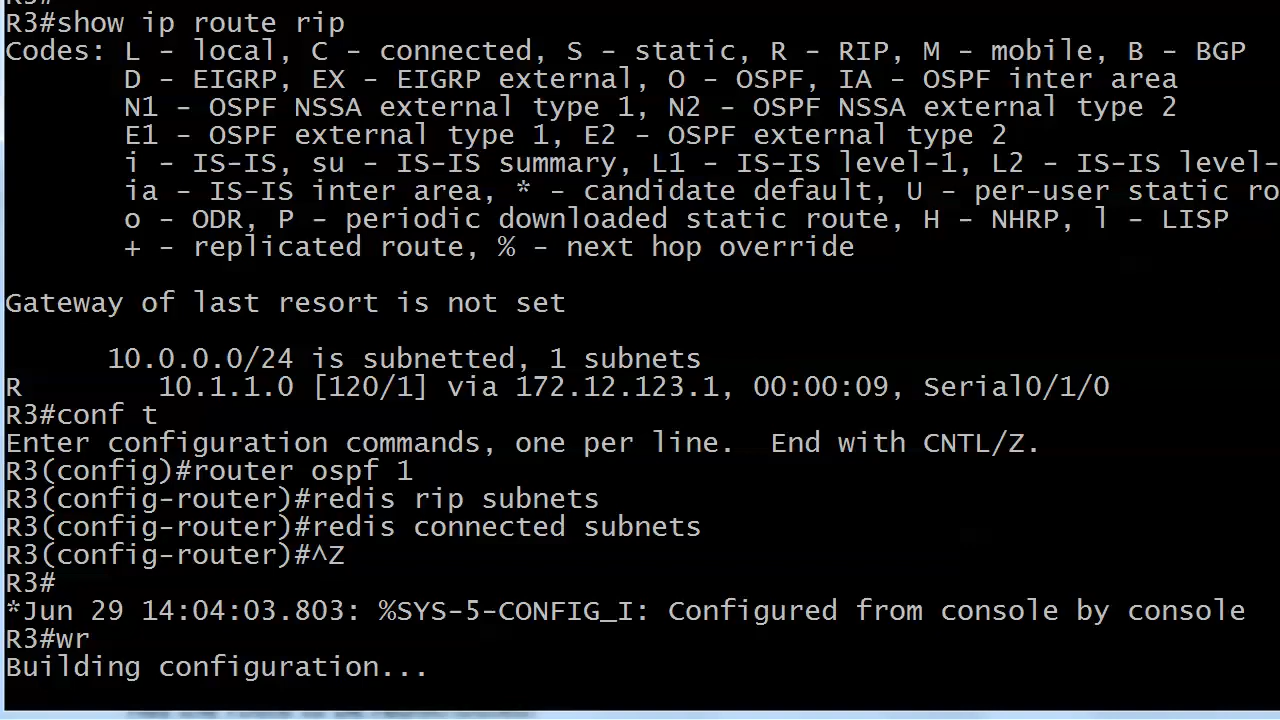 R3#
R3#show ip route rip
Codes: L - local, C - connected, S - static, R - RIP, M - mobile, B - BGP
       D - EIGRP, EX - EIGRP external, O - OSPF, IA - OSPF inter area
       N1 - OSPF NSSA external type 1, N2 - OSPF NSSA external type 2
       E1 - OSPF external type 1, E2 - OSPF external type 2
       i - IS-IS, su - IS-IS summary, L1 - IS-IS level-1, L2 - IS-IS level-
       ia - IS-IS inter area, * - candidate default, U - per-user static ro
       o - ODR, P - periodic downloaded static route, H - NHRP, l - LISP
       + - replicated route, % - next hop override
Gateway of last resort is not set
      10.0.0.0/24 is subnetted, 1 subnets
R        10.1.1.0 [120/1] via 172.12.123.1, 00:00:09, Serial0/1/0
R3#conf t
Enter configuration commands, one per line.  End with CNTL/Z.
R3(config)#router ospf 1
R3(config-router)#redis rip subnets
R3(config-router)#redis connected subnets
R3(config-router)#^Z
R3#
*Jun 29 14:04:03.803: %SYS-5-CONFIG_I: Configured from console by console
R3#wr
Building configuration...